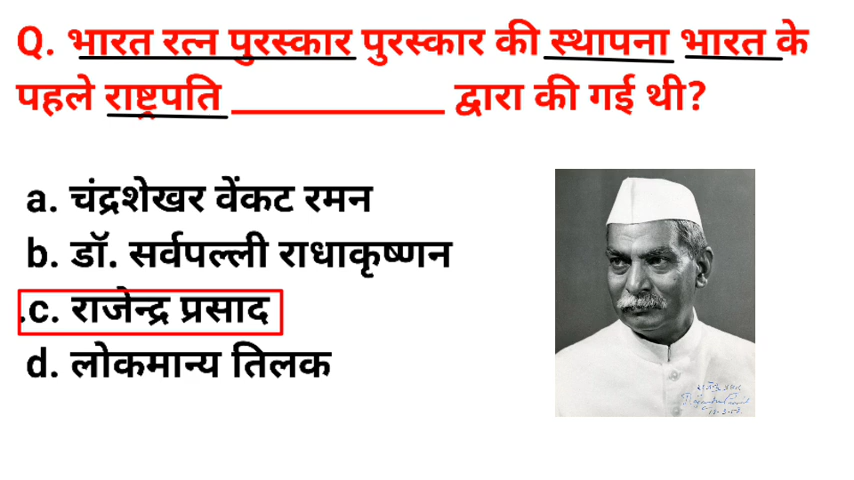 Q. भारत रत्न पुरस्कार पुरस्कार की स्थापना भारत के
पहले राष्ट्रपति ____________ द्वारा की गई थी?
a. चंद्रशेखर वेंकट रमन
b. डॉ. सर्वपल्ली राधाकृष्णन
.c. राजेन्द्र प्रसाद
d. लोकमान्य तिलक